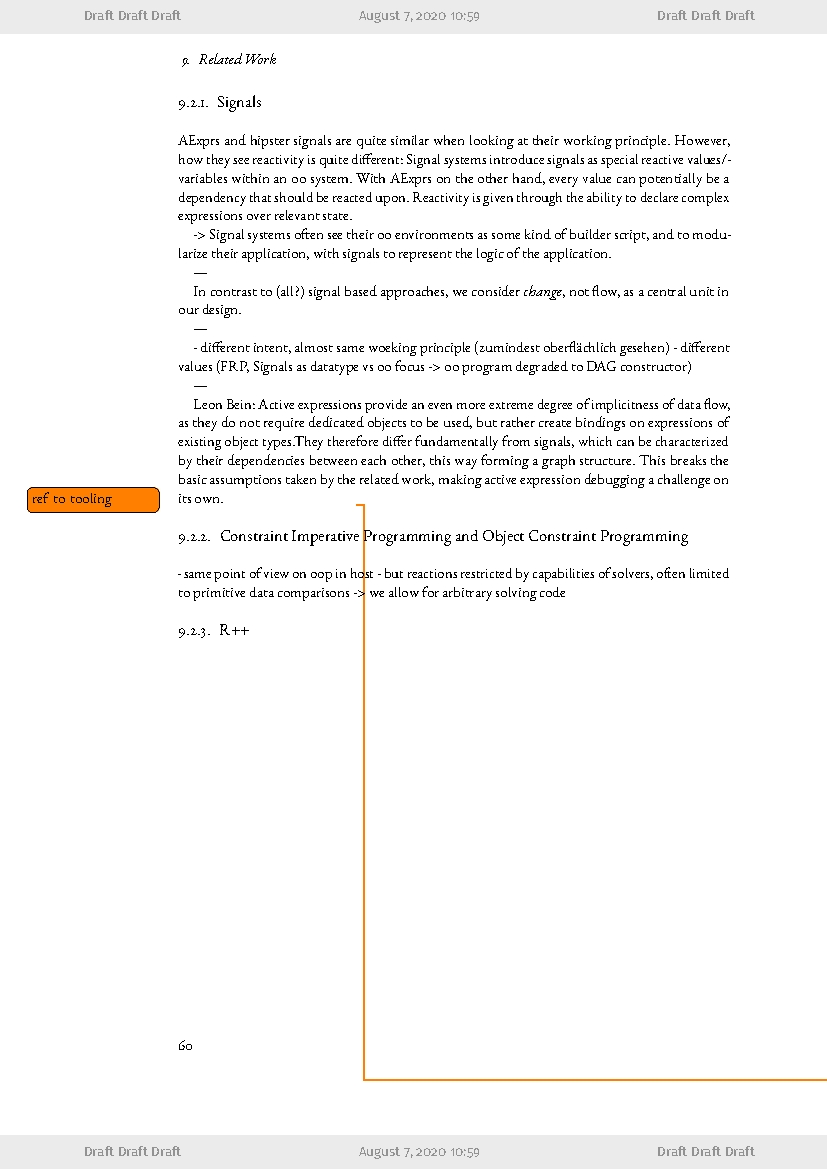 Draft Draft Draft August 7, 2020 10:59 Draft Draft Draft
9. Related Work
9.2.1. Signals
AExprs and hipster signals are quite similar when looking at their working principle. However,
how they see reactivity is quite different: Signal systems introduce signals as special reactive values/-
variables within an oo system. With AExprs on the other hand, every value can potentially be a
dependency that should be reacted upon. Reactivity is given through the ability to declare complex
expressions over relevant state.
-> Signal systems often see their oo environments as some kind of builder script, and to modu-
larize their application, with signals to represent the logic of the application.
—
In contrast to (all?) signal based approaches, we consider change, not flow, as a central unit in
our design.
—
- different intent, almost same woeking principle (zumindest oberflächlich gesehen) - different
values (FRP, Signals as datatype vs oo focus -> oo program degraded to DAG constructor)
—
Leon Bein: Active expressions provide an even more extreme degree of implicitness of data flow,
as they do not require dedicated objects to be used, but rather create bindings on expressions of
existing object types.They therefore differ fundamentally from signals, which can be characterized
by their dependencies between each other, this way forming a graph structure. This breaks the
basic assumptions taken by the related work, making active expression debugging a challenge on
its own.
ref to tooling
9.2.2. Constraint Imperative Programming and Object Constraint Programming
- same point of view on oop in host - but reactions restricted by capabilities of solvers, often limited
to primitive data comparisons -> we allow for arbitrary solving code
9.2.3. R++
60
Draft Draft Draft August 7, 2020 10:59 Draft Draft Draft